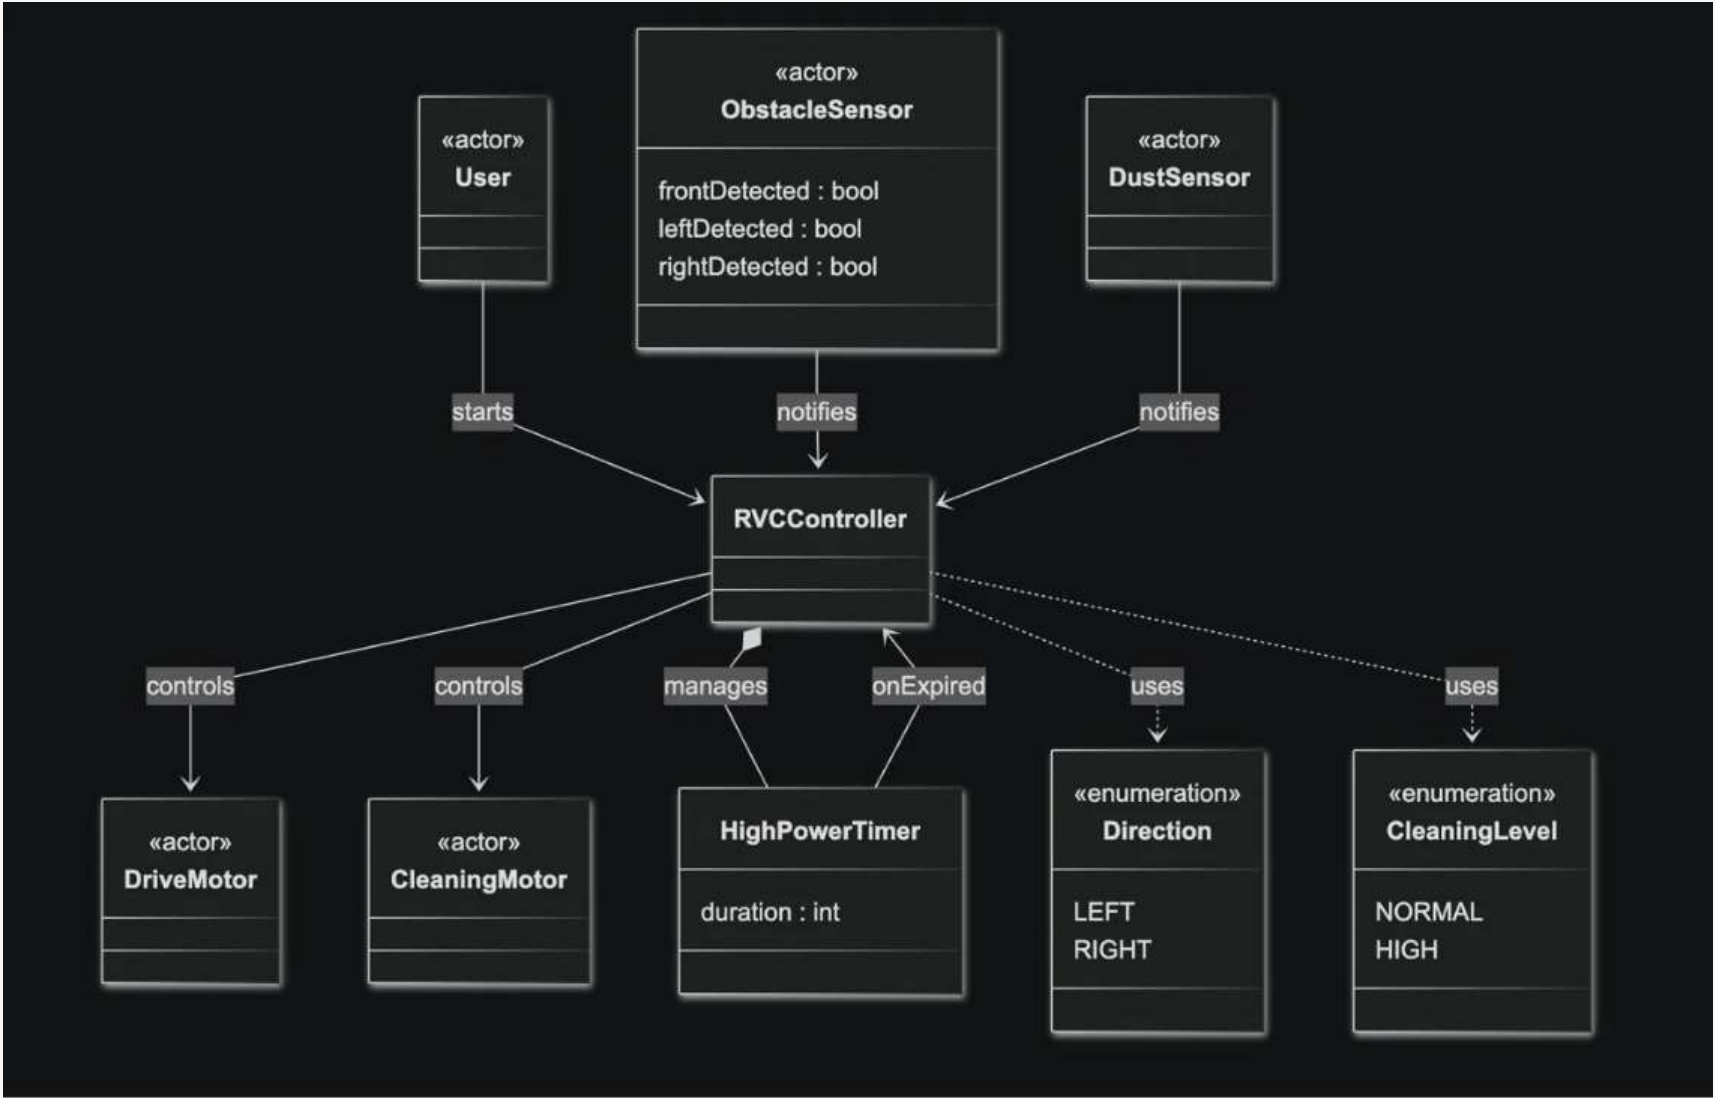 «actor»
User
«actor»
ObstacleSensor
frontDetected : bool
leftDetected : bool
rightDetected : bool
«actor»
DustSensor
starts
notifies
notifies
RVCController
controls
controls
manages
onExpired
uses
uses
«actor»
DriveMotor
«actor»
CleaningMotor
HighPowerTimer
duration : int
«enumeration»
Direction
LEFT
RIGHT
«enumeration»
CleaningLevel
NORMAL
HIGH